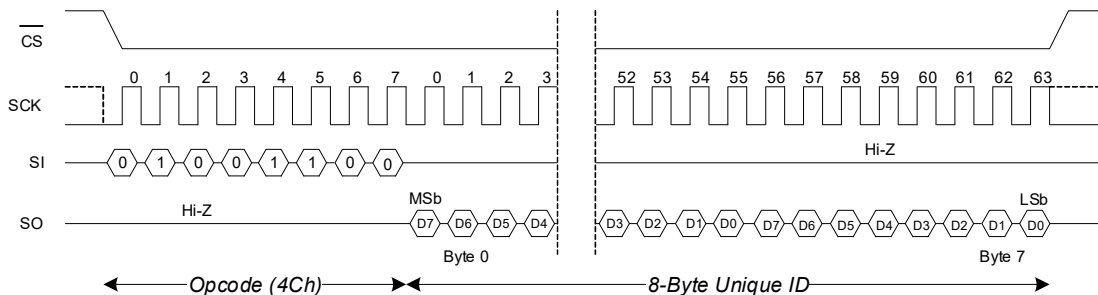 CS
0 1 2 3 4 5 6 7 0 1 2 3 52 53 54 55 56 57 58 59 60 61 62 63
SCK
Hi-Z
SI 0 1 0 0 1 1 0 0
MSb LSb
Hi-Z
SO D7 D6 D5 D4 D3 D2 D1 D0 D7 D6 D5 D4 D3 D2 D1 D0
Byte 0 Byte 7
Opcode (4Ch) 8-Byte Unique ID